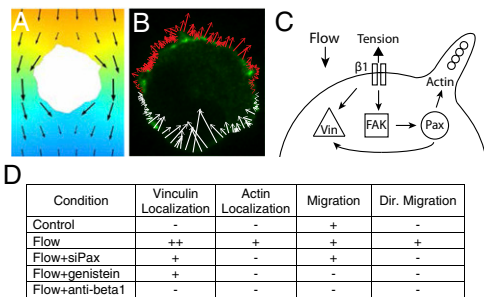 A
B
C
Flow
Tension
β1
Actin
Vin
FAK
Pax
D
Condition Vinculin Localization Actin Localization Migration Dir. Migration
Control - - + -
Flow ++ + + +
Flow+siPax + - + -
Flow+genistein + - - -
Flow+anti-beta1 - - - -